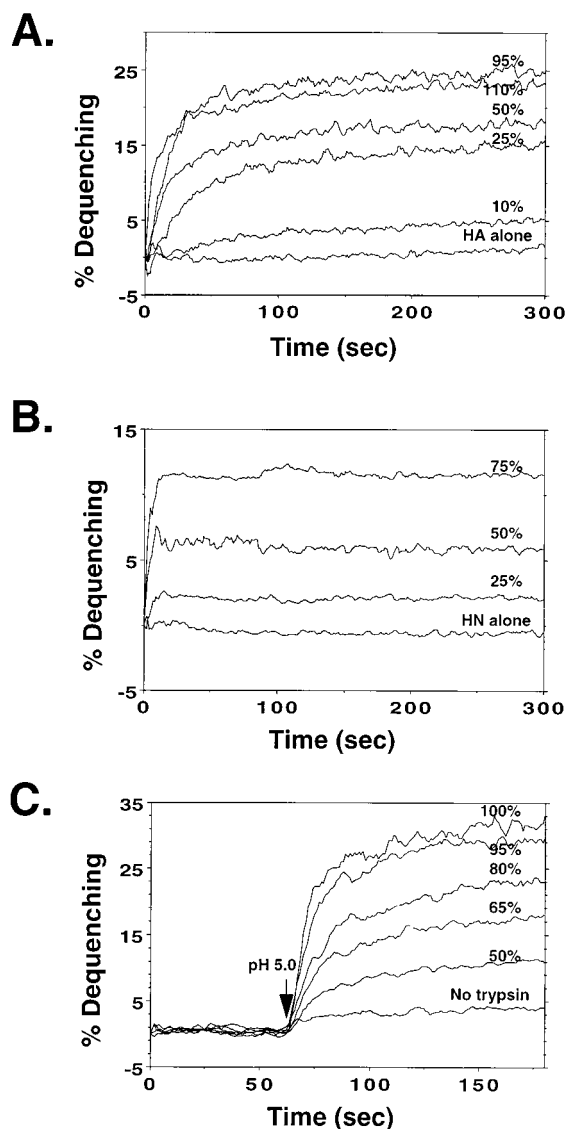 A.
% Dequenching
25
15
5
-5
95%
110%
50%
25%
10%
HA alone
0
100
200
300
Time (sec)
B.
% Dequenching
15
5
-5
75%
50%
25%
HN alone
0
100
200
300
Time (sec)
C.
% Dequenching
35
25
15
5
-5
100%
95%
80%
65%
50%
No trypsin
pH 5.0
0
50
100
150
Time (sec)